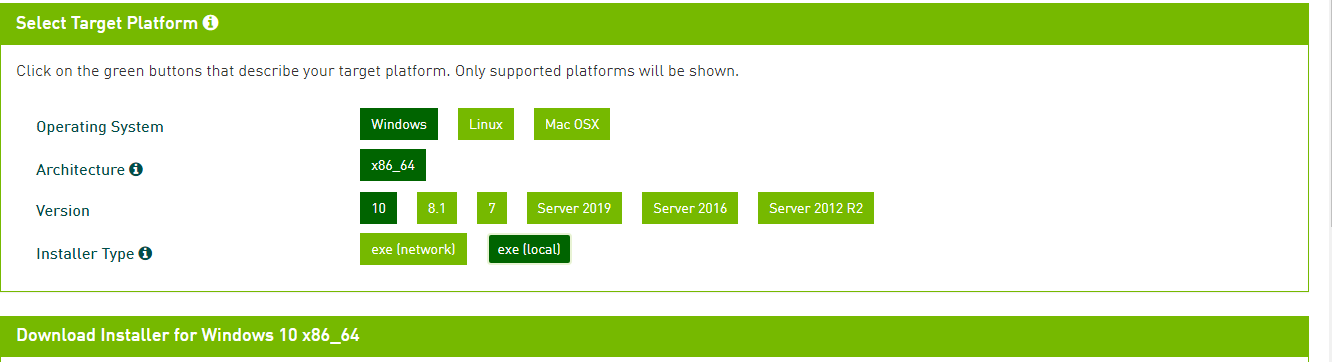 Select Target Platform
Click on the green buttons that describe your target platform. Only supported platforms will be shown.
Operating System Windows Linux Mac OSX
Architecture x86_64
Version 10 8.1 7 Server 2019 Server 2016 Server 2012 R2
Installer Type exe (network) exe (local)
Download Installer for Windows 10 x86_64